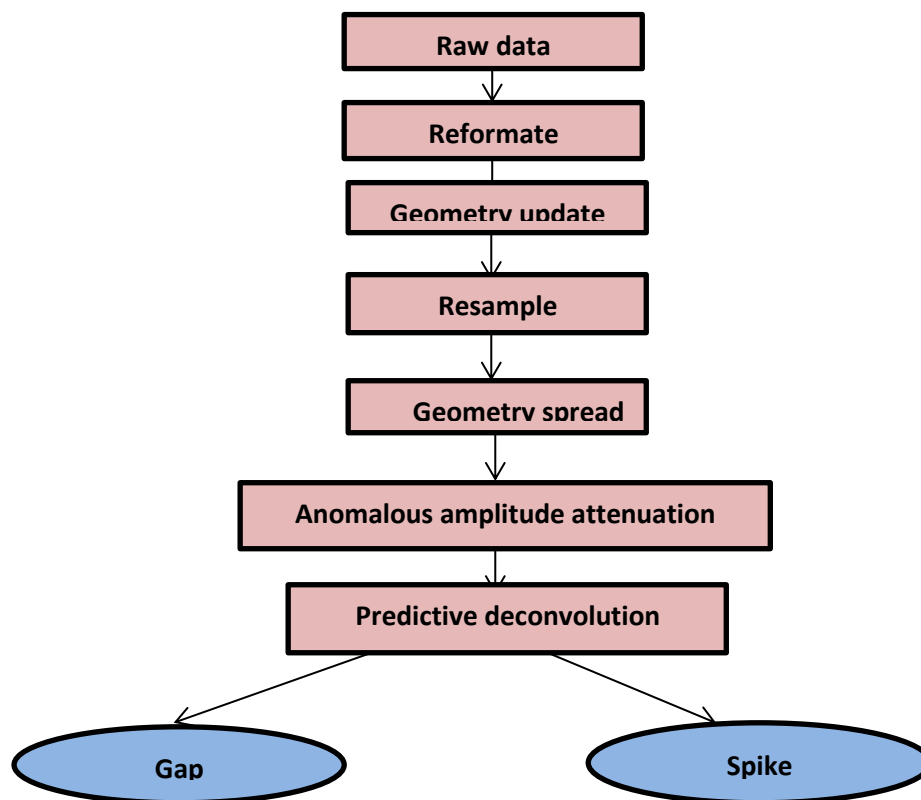 Raw data
Reformate
Geometry update
Resample
Geometry spread
Anomalous amplitude attenuation
Predictive deconvolution
Gap
Spike